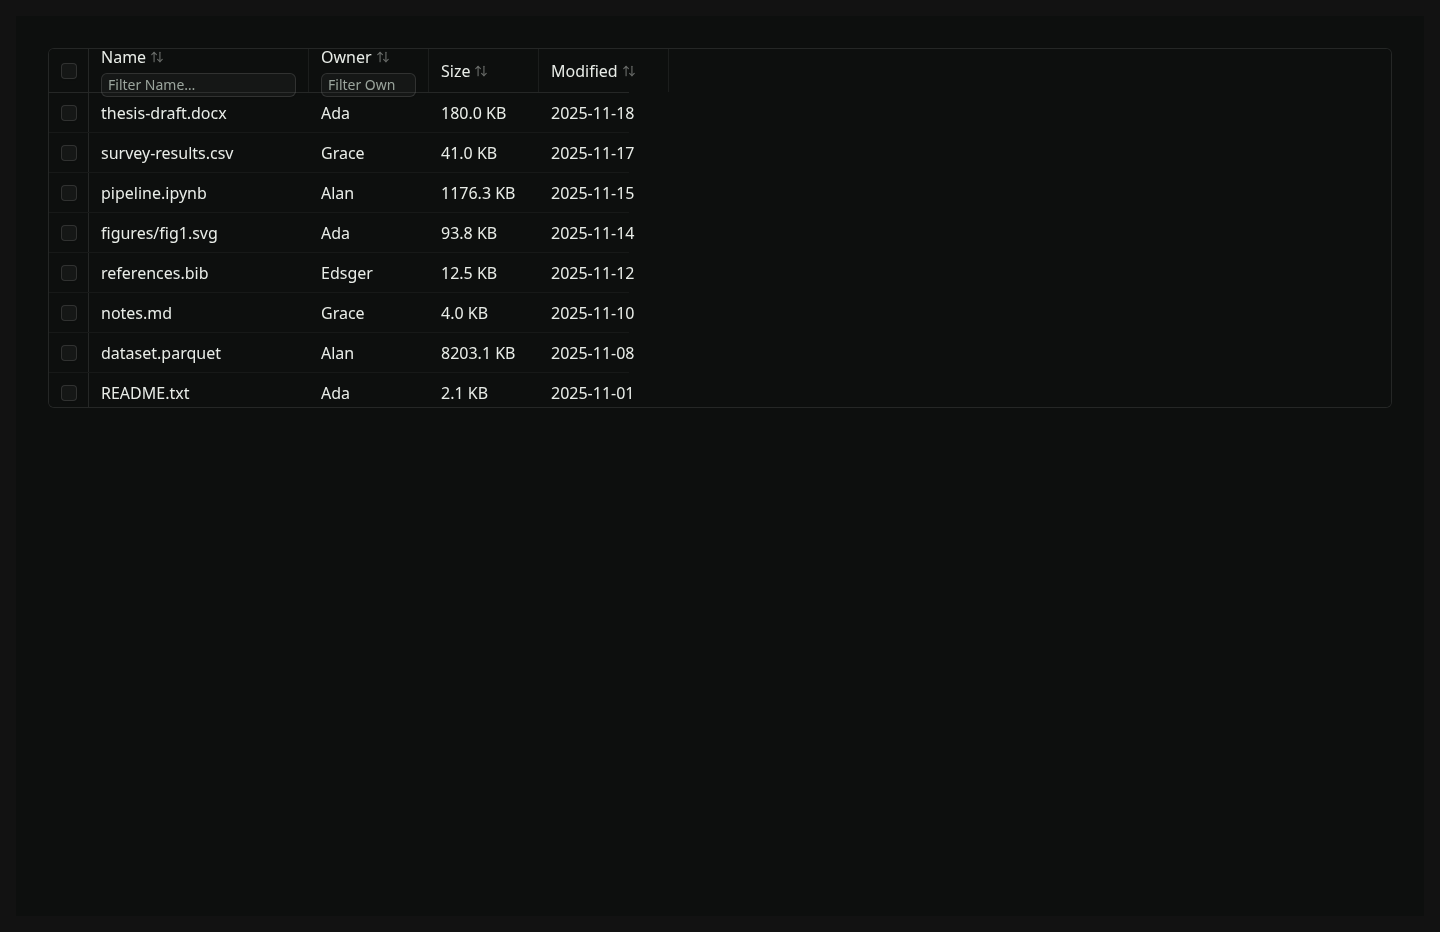 Name Owner Size Modified
Filter Name... Filter Own
thesis-draft.docx Ada 180.0 KB 2025-11-18
survey-results.csv Grace 41.0 KB 2025-11-17
pipeline.ipynb Alan 1176.3 KB 2025-11-15
figures/fig1.svg Ada 93.8 KB 2025-11-14
references.bib Edsger 12.5 KB 2025-11-12
notes.md Grace 4.0 KB 2025-11-10
dataset.parquet Alan 8203.1 KB 2025-11-08
README.txt Ada 2.1 KB 2025-11-01